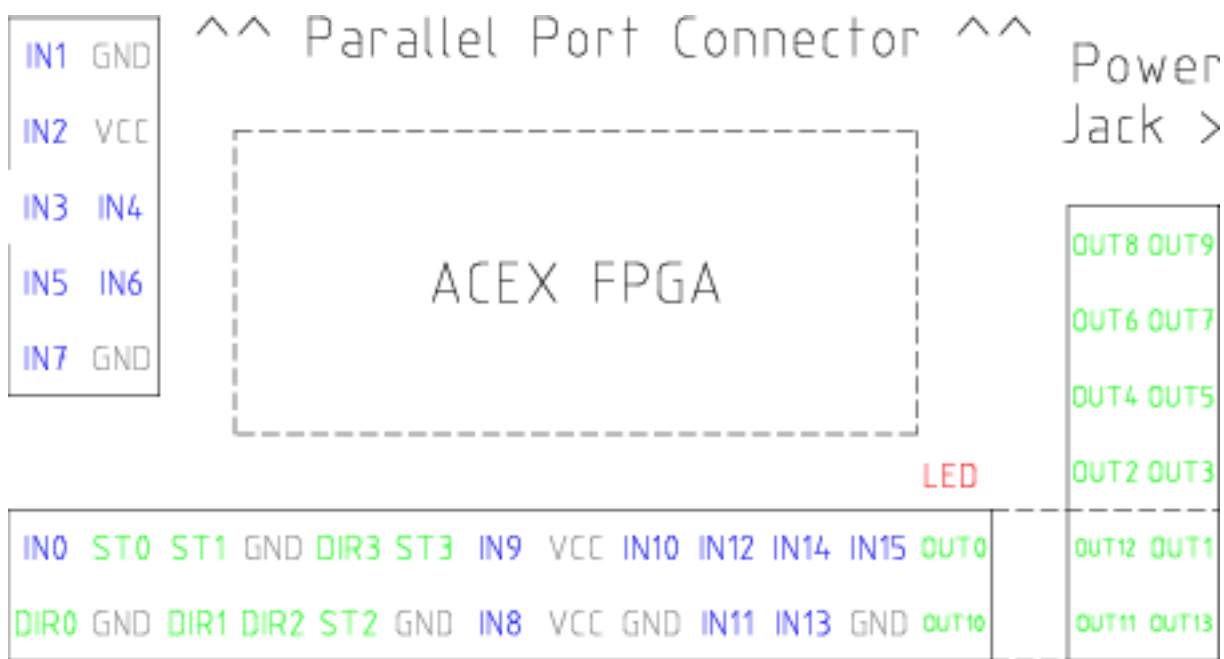 ^^ Parallel Port Connector ^^
Power
Jack >
IN1 GND
IN2 VCC
IN3 IN4
IN5 IN6
IN7 GND
ACEX FPGA
OUT8 OUT9
OUT6 OUT7
OUT4 OUT5
OUT2 OUT3
LED
IN0 ST0 ST1 GND DIR3 ST3 IN9 VCC IN10 IN12 IN14 IN15 OUT0
OUT12 OUT1
DIR0 GND DIR1 DIR2 ST2 GND IN8 VCC GND IN11 IN13 GND OUT10
OUT11 OUT13